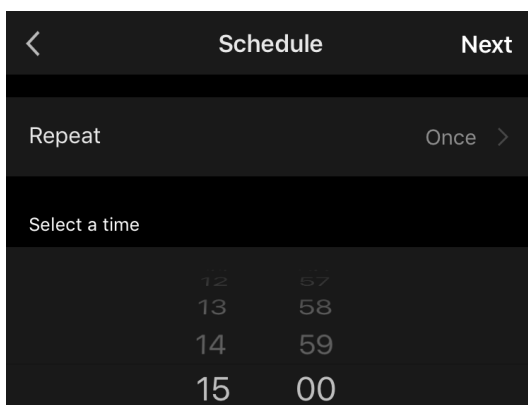 Schedule Next
Repeat Once
Select a time
12 57
13 58
14 59
15 00